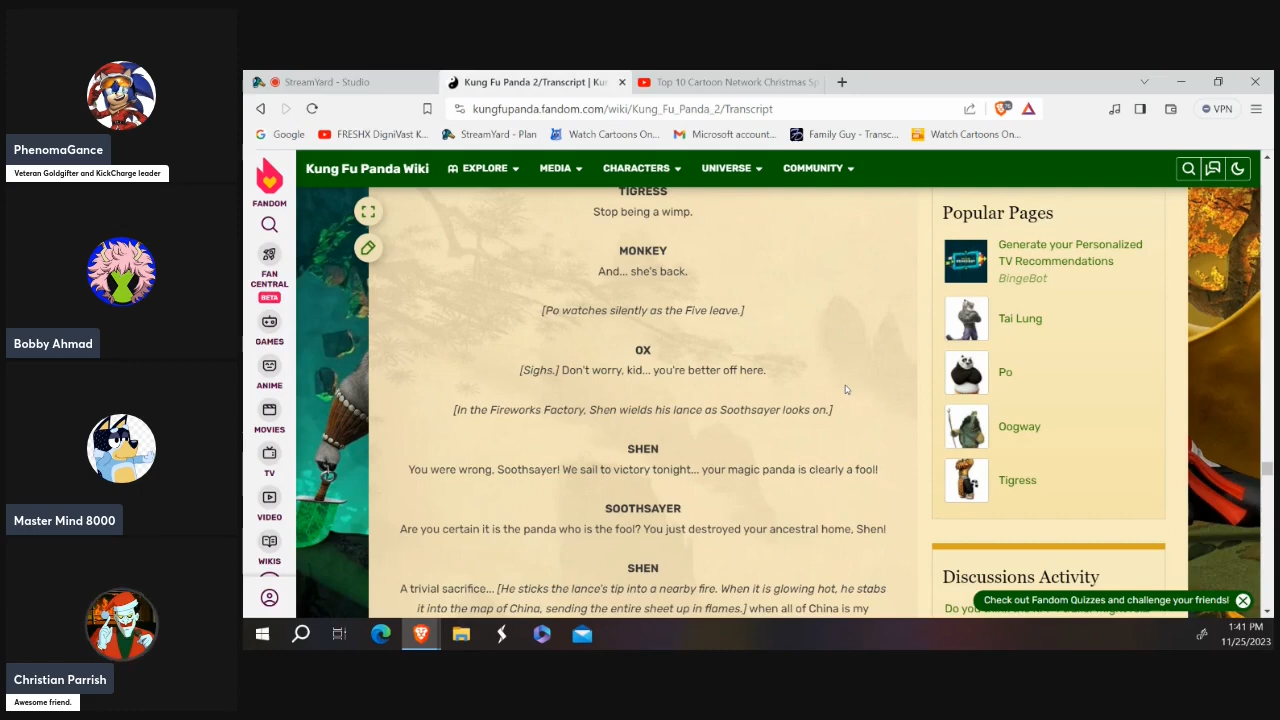 PhenomaGance
Veteran Goldgifter and KickCharge leader
Bobby Ahmad
Master Mind 8000
Christian Parrish
Awesome friend.
StreamYard - Studio
Kung Fu Panda 2/Transcript | Ku
Top 10 Cartoon Network Christmas Sp
kungfupanda.fandom.com/wiki/Kung_Fu_Panda_2/Transcript
VPN
Google
FRESHX DigniVast K...
StreamYard - Plan
Watch Cartoons On...
Microsoft account...
Family Guy - Transc...
Watch Cartoons On...
FANDOM
FAN CENTRAL
BETA
GAMES
ANIME
MOVIES
TV
VIDEO
WIKIS
Kung Fu Panda Wiki
EXPLORE
MEDIA
CHARACTERS
UNIVERSE
COMMUNITY
TIGRESS
Stop being a wimp.
MONKEY
And... she's back.
[Po watches silently as the Five leave.]
OX
[Sighs.] Don't worry, kid... you're better off here.
[In the Fireworks Factory, Shen wields his lance as Soothsayer looks on.]
SHEN
You were wrong, Soothsayer! We sail to victory tonight... your magic panda is clearly a fool!
SOOTHSAYER
Are you certain it is the panda who is the fool? You just destroyed your ancestral home, Shen!
SHEN
A trivial sacrifice... [He sticks the lance's tip into a nearby fire. When it is glowing hot, he stabs
it into the map of China, sending the entire sheet up in flames.] when all of China is my
Popular Pages
Generate your Personalized
TV Recommendations
BingeBot
Tai Lung
Po
Oogway
Tigress
Discussions Activity
Do you
Check out Fandom Quizzes and challenge your friends!
1:41 PM
11/25/2023